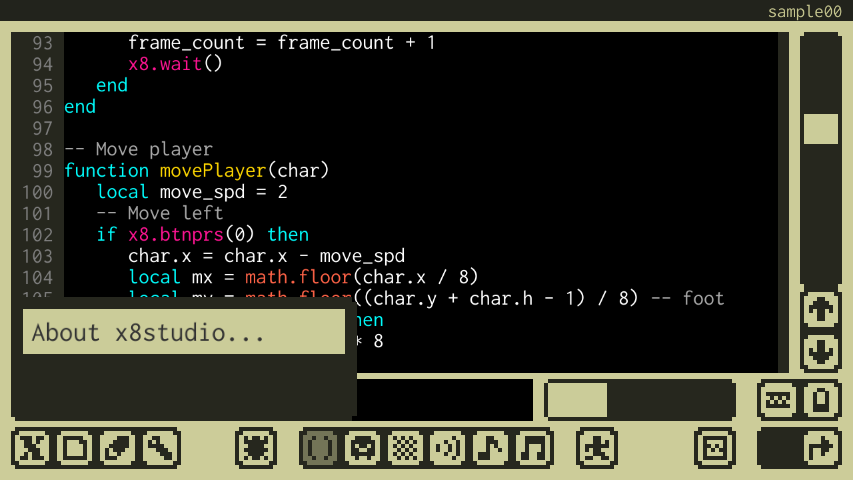 sample00
93 frame_count = frame_count + 1
94 x8.wait()
95 end
96 end
97
98 -- Move player
99 function movePlayer(char)
100 local move_spd = 2
101 -- Move left
102 if x8.btnprs(0) then
103 char.x = char.x - move_spd
104 local mx = math.floor(char.x / 8)
105 local my = math.floor((char.y + char.h - 1) / 8) -- foot
hen
* 8
About x8studio...